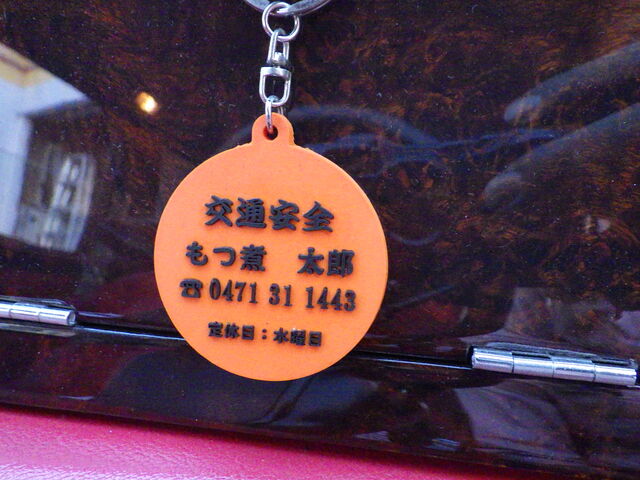 交通安全
もつ煮　太郎
☎ 0471 31 1443
定休日：水曜日